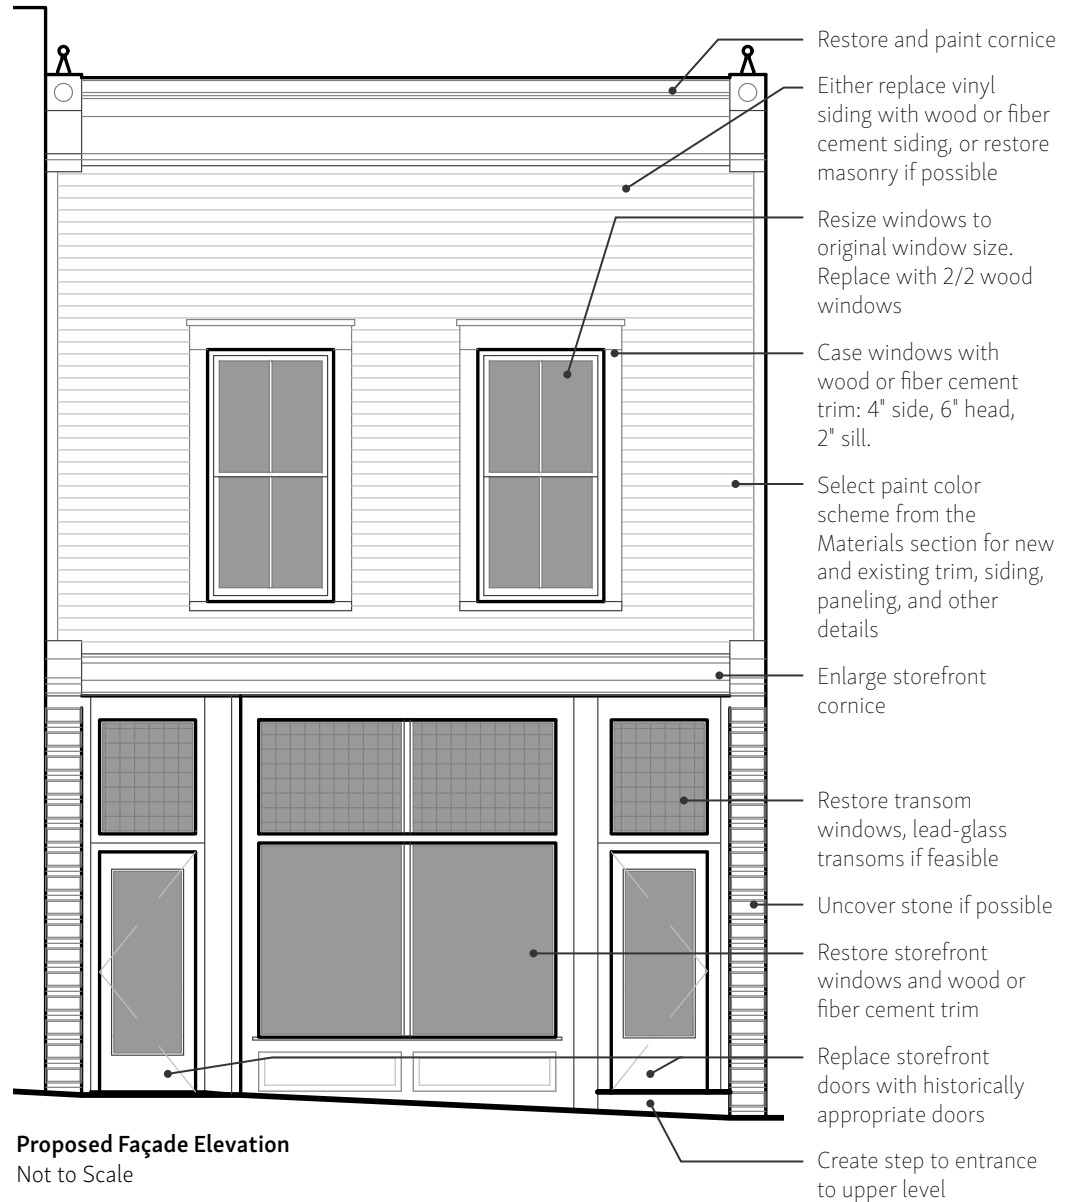 Restore and paint cornice
Either replace vinyl
siding with wood or fiber
cement siding, or restore
masonry if possible
Resize windows to
original window size.
Replace with 2/2 wood
windows
Case windows with
wood or fiber cement
trim: 4" side, 6" head,
2" sill.
Select paint color
scheme from the
Materials section for new
and existing trim, siding,
paneling, and other
details
Enlarge storefront
cornice
Restore transom
windows, lead-glass
transoms if feasible
Uncover stone if possible
Restore storefront
windows and wood or
fiber cement trim
Replace storefront
doors with historically
appropriate doors
Create step to entrance
to upper level
Proposed Façade Elevation
Not to Scale